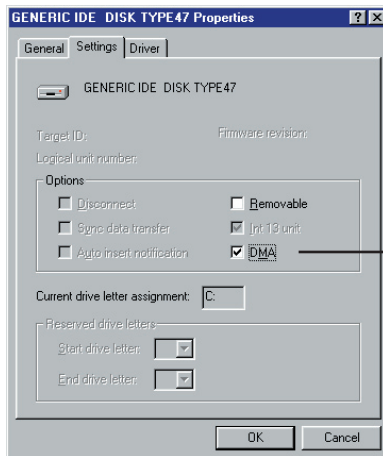 GENERIC IDE DISK TYPE47 Properties
General Settings Driver
GENERIC IDE DISK TYPE47
Target ID: Firmware revision:
Logical unit number:
Options
Disconnect Removable
Sync data transfer Int 13 unit
Auto insert notification DMA
Current drive letter assignment: C:
Reserved drive letters
Start drive letter:
End drive letter:
OK Cancel